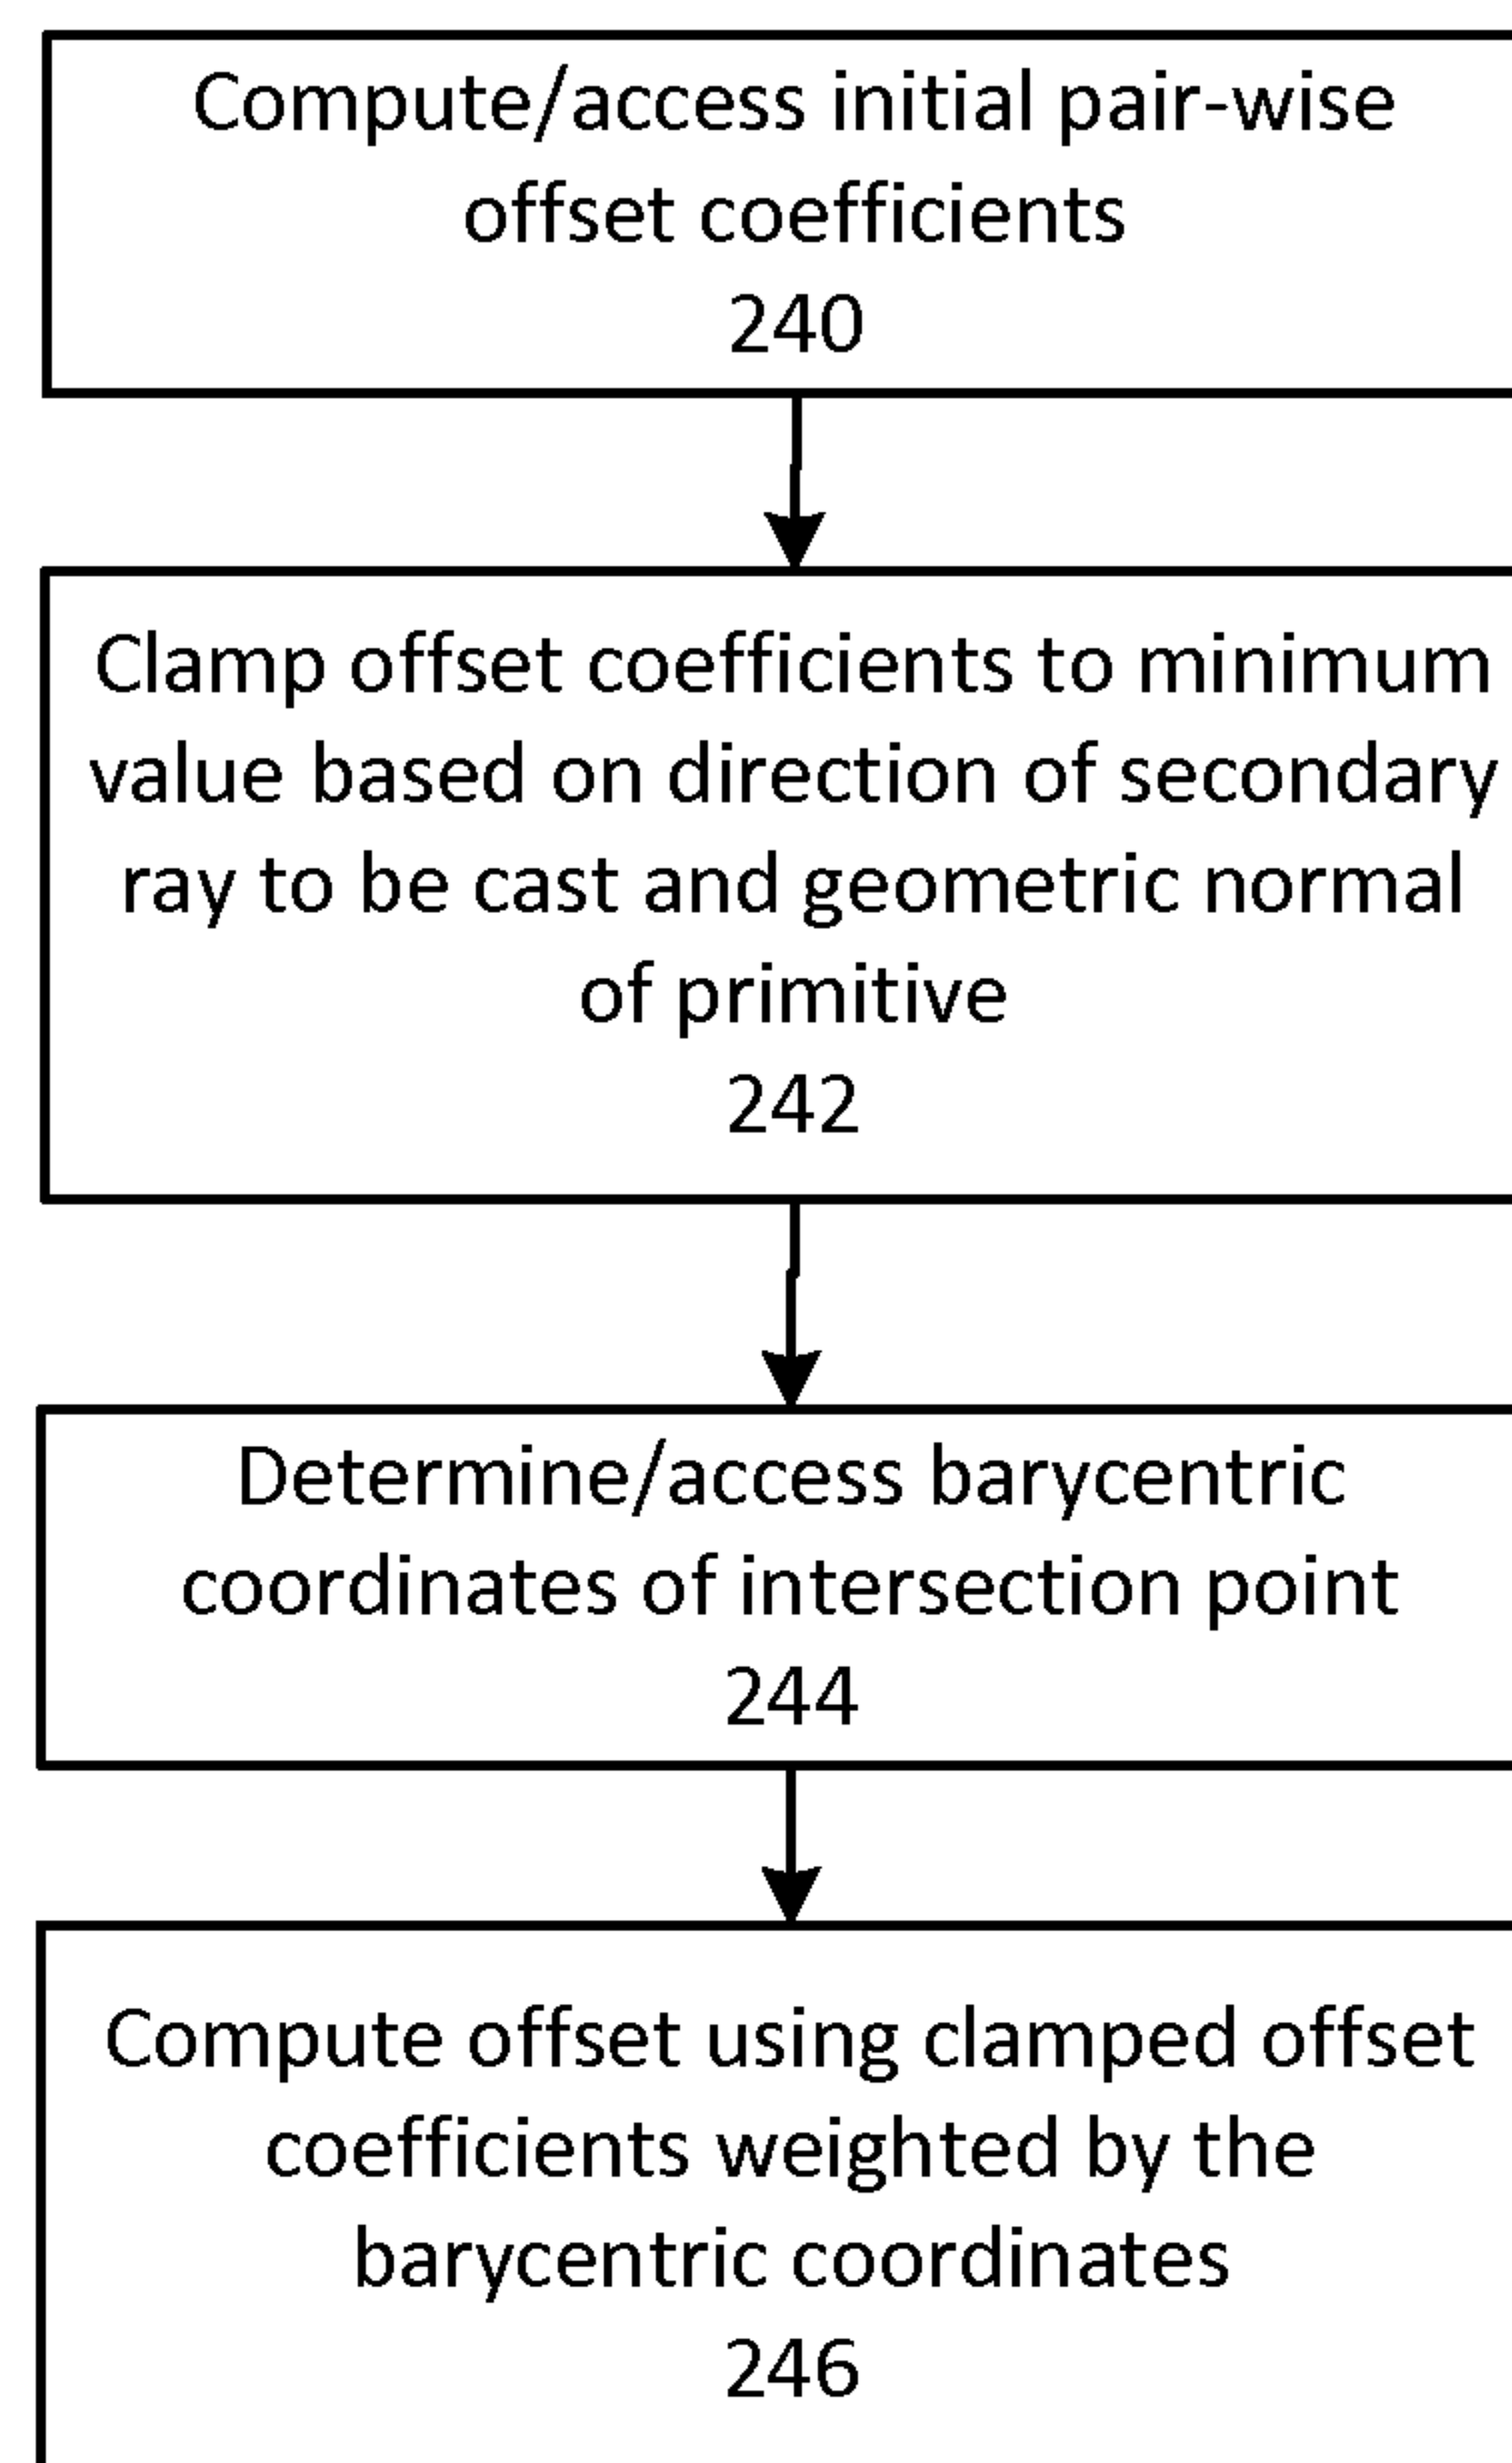 Compute/access initial pair-wise
offset coefficients
240
Clamp offset coefficients to minimum
value based on direction of secondary
ray to be cast and geometric normal
of primitive
242
Determine/access barycentric
coordinates of intersection point
244
Compute offset using clamped offset
coefficients weighted by the
barycentric coordinates
246